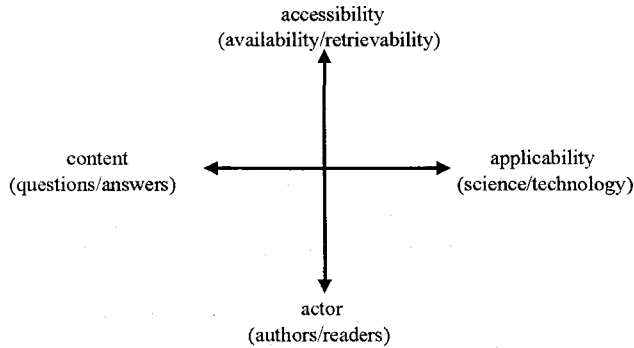 accessibility
(availability/retrievability)
content
(questions/answers)
applicability
(science/technology)
actor
(authors/readers)